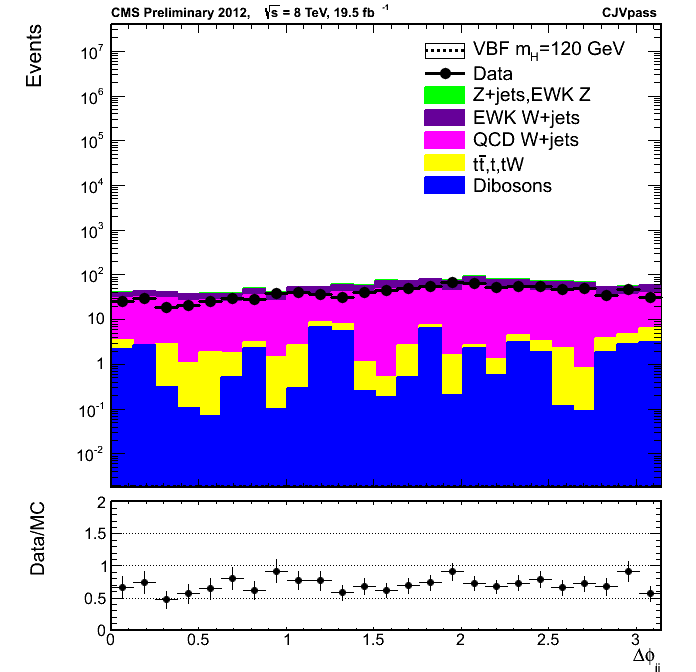 CMS Preliminary 2012, √s = 8 TeV, 19.5 fb⁻¹ CJVpass
Events
10⁷
10⁶
10⁵
10⁴
10³
10²
10
1
10⁻¹
10⁻²
VBF m_H=120 GeV
Data
Z+jets,EWK Z
EWK W+jets
QCD W+jets
tt̄,t,tW
Dibosons
Data/MC
2
1.5
1
0.5
0
0 0.5 1 1.5 2 2.5 3
Δϕ_jj